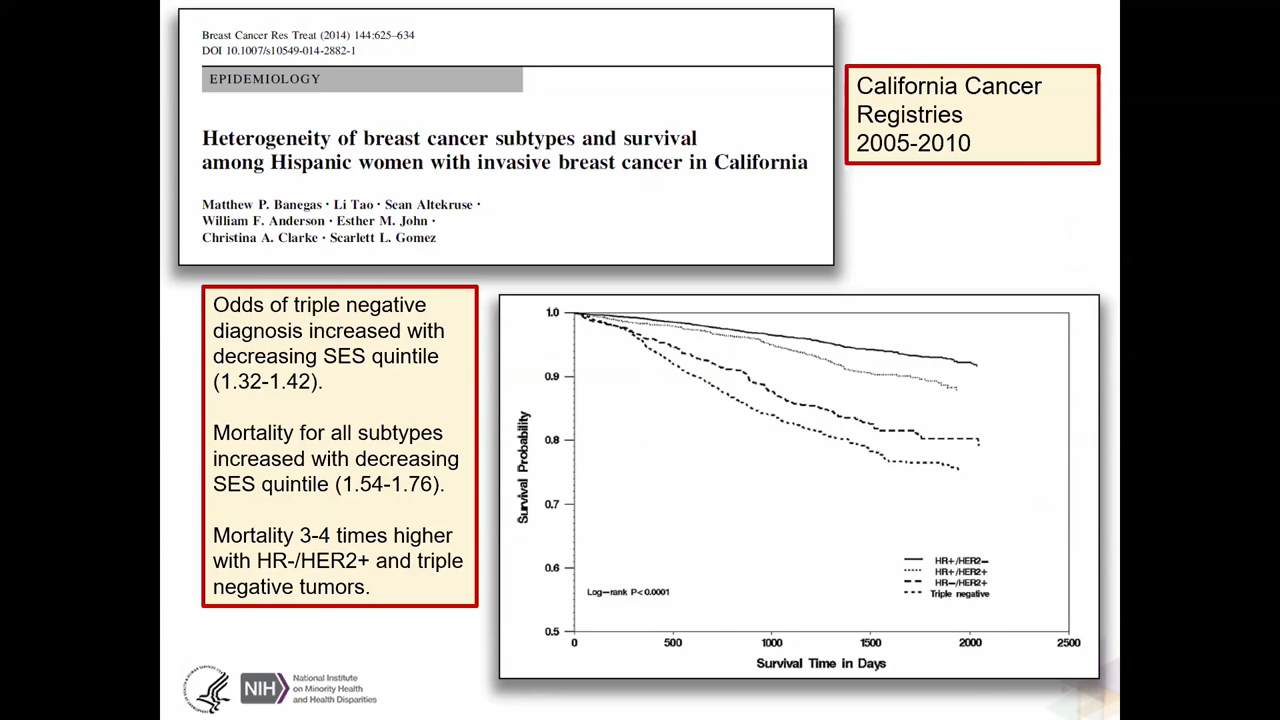 Breast Cancer Res Treat (2014) 144:625–634
DOI 10.1007/s10549-014-2882-1
EPIDEMIOLOGY
Heterogeneity of breast cancer subtypes and survival
among Hispanic women with invasive breast cancer in California
Matthew P. Banegas · Li Tao · Sean Altekruse ·
William F. Anderson · Esther M. John ·
Christina A. Clarke · Scarlett L. Gomez
California Cancer
Registries
2005-2010
Odds of triple negative
diagnosis increased with
decreasing SES quintile
(1.32-1.42).
Mortality for all subtypes
increased with decreasing
SES quintile (1.54-1.76).
Mortality 3-4 times higher
with HR-/HER2+ and triple
negative tumors.
1.0
0.9
0.8
0.7
0.6
0.5
Survival Probability
HR+/HER2−
HR+/HER2+
HR−/HER2+
Triple negative
Log−rank P<0.0001
0 500 1000 1500 2000 2500
Survival Time in Days
NIH
National Institute
on Minority Health
and Health Disparities